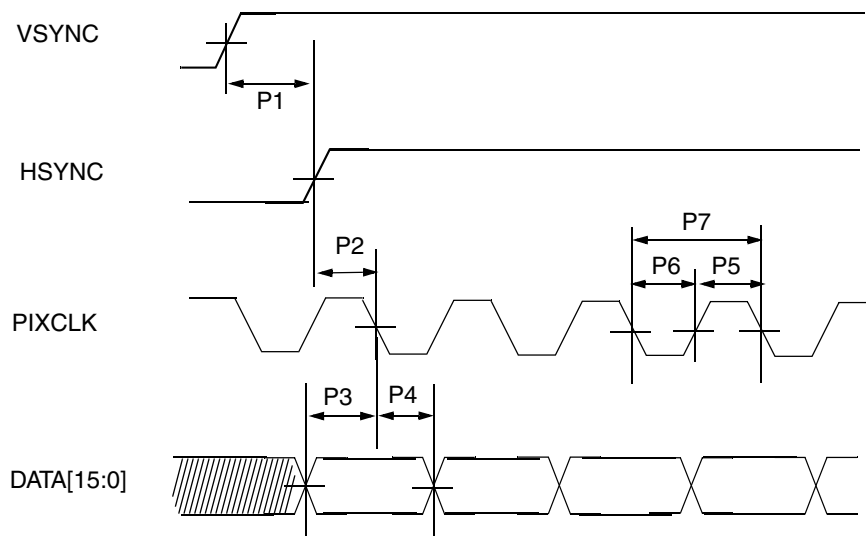 VSYNC
P1
HSYNC
P7
P2
P6 P5
PIXCLK
P3 P4
DATA[15:0]